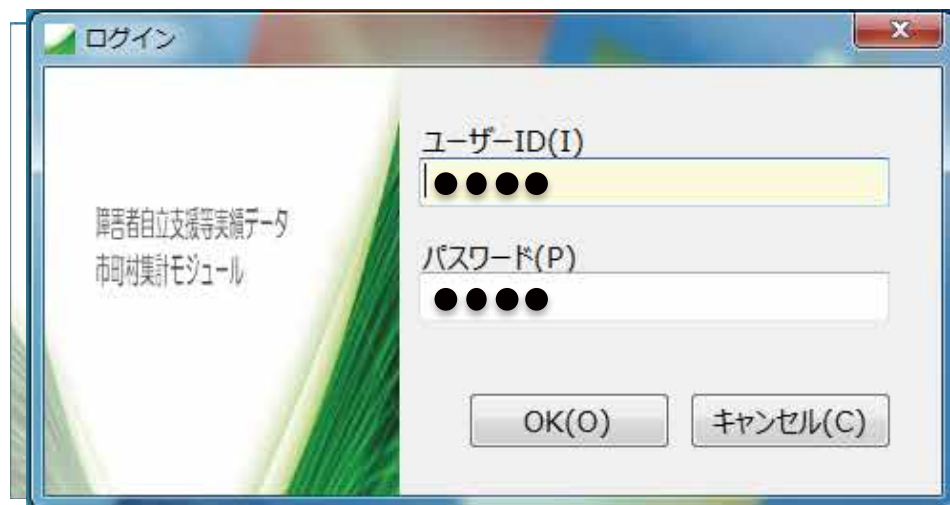 ログイン
障害者自立支援等実績データ
市町村集計モジュール
ユーザーID(I)
●●●●
パスワード(P)
●●●●
OK(O)
キャンセル(C)